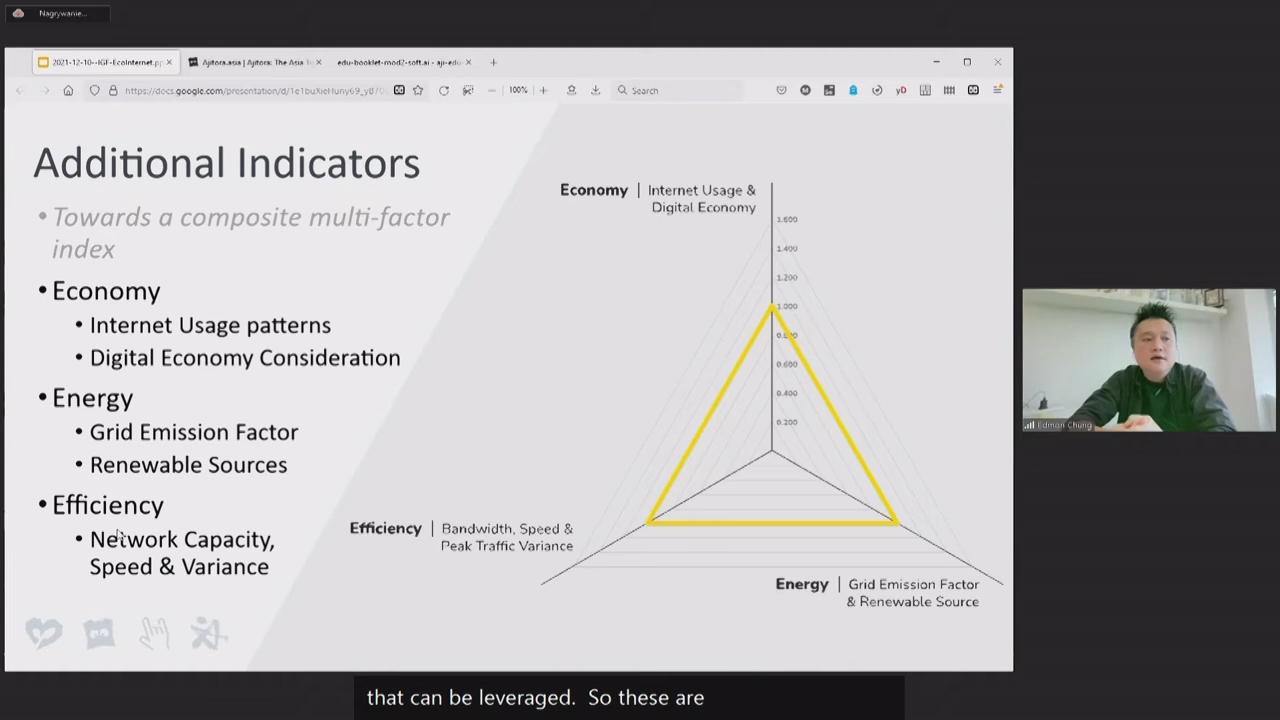 Nagrywanie...
2021-12-10--IGF-EcoInternet.pp
Ajitora.asia | Ajitora: The Asia
edu-booklet-mod2-soft.ai - aji-edu
100%
Search
Additional Indicators
• Towards a composite multi-factor
index
• Economy
• Internet Usage patterns
• Digital Economy Consideration
• Energy
• Grid Emission Factor
• Renewable Sources
• Efficiency
• Network Capacity,
Speed & Variance
Economy | Internet Usage &
Digital Economy
1.600
1.400
1.200
1.000
0.800
0.600
0.400
0.200
Efficiency | Bandwidth, Speed &
Peak Traffic Variance
Energy | Grid Emission Factor
& Renewable Source
Edmon Chung
that can be leveraged. So these are